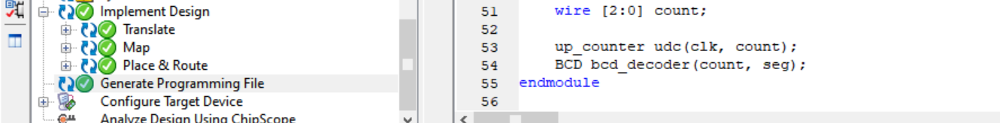 Implement Design
Translate
Map
Place & Route
Generate Programming File
Configure Target Device
Analyze Design Using ChipScope
51 wire [2:0] count;
52
53 up_counter udc(clk, count);
54 BCD bcd_decoder(count, seg);
55 endmodule
56